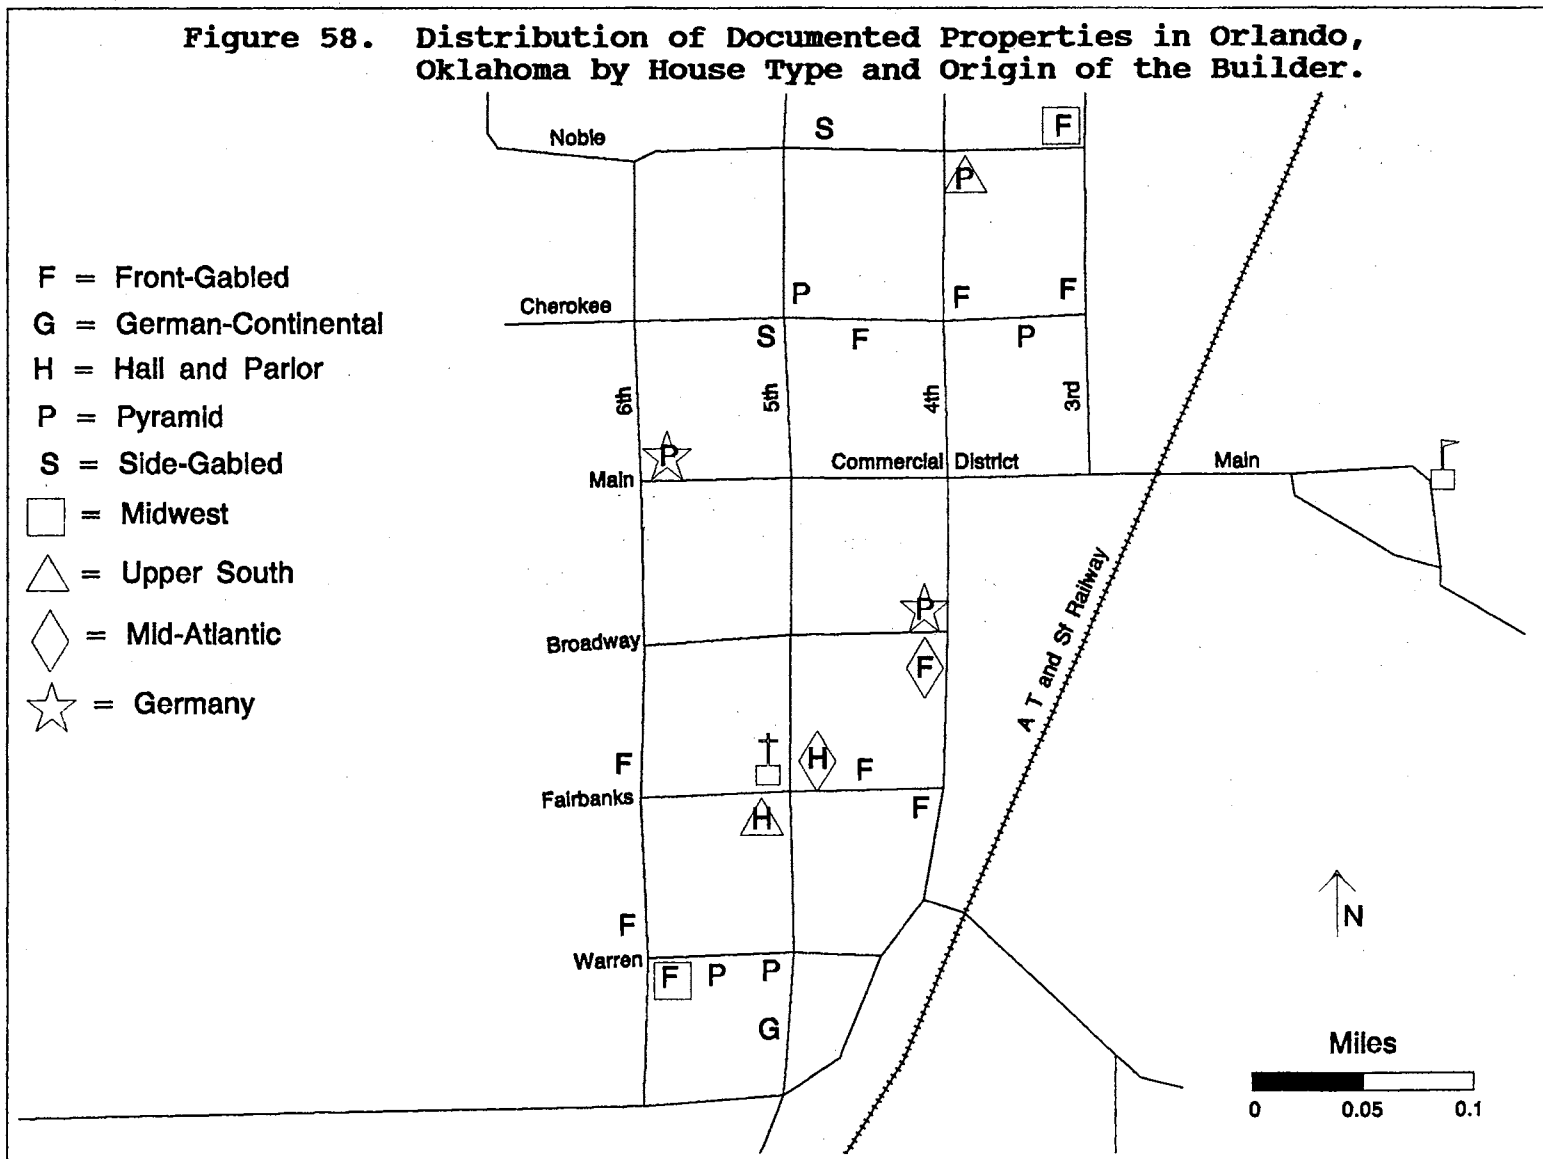 Figure 58. Distribution of Documented Properties in Orlando,
Oklahoma by House Type and Origin of the Builder.
Noble
S
F
P
F = Front-Gabled
G = German-Continental
H = Hall and Parlor
P = Pyramid
S = Side-Gabled
= Midwest
= Upper South
= Mid-Atlantic
= Germany
Cherokee
P
F
F
S
F
P
6th
5th
4th
3rd
P
Main
Commercial District
Main
P
Broadway
F
A T and Sf Railway
F
H
F
Fairbanks
H
F
F
Warren
F
P
P
G
N
Miles
0 0.05 0.1